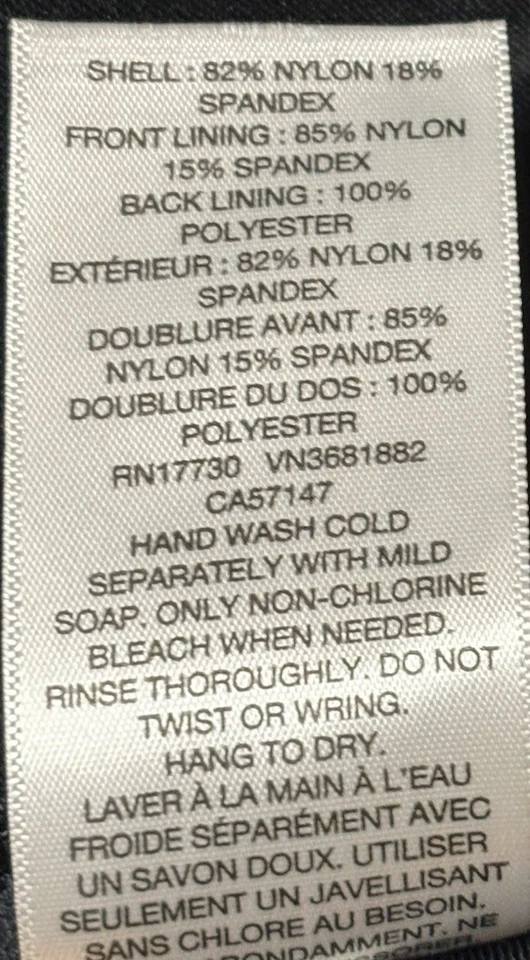 SHELL : 82% NYLON 18%
SPANDEX
FRONT LINING : 85% NYLON
15% SPANDEX
BACK LINING : 100%
POLYESTER
EXTÉRIEUR : 82% NYLON 18%
SPANDEX
DOUBLURE AVANT : 85%
NYLON 15% SPANDEX
DOUBLURE DU DOS : 100%
POLYESTER
RN17730 VN3681882
CA57147
HAND WASH COLD
SEPARATELY WITH MILD
SOAP. ONLY NON-CHLORINE
BLEACH WHEN NEEDED.
RINSE THOROUGHLY. DO NOT
TWIST OR WRING.
HANG TO DRY.
LAVER À LA MAIN À L'EAU
FROIDE SÉPARÉMENT AVEC
UN SAVON DOUX. UTILISER
SEULEMENT UN JAVELLISANT
SANS CHLORE AU BESOIN.
ONDAMMENT. NE